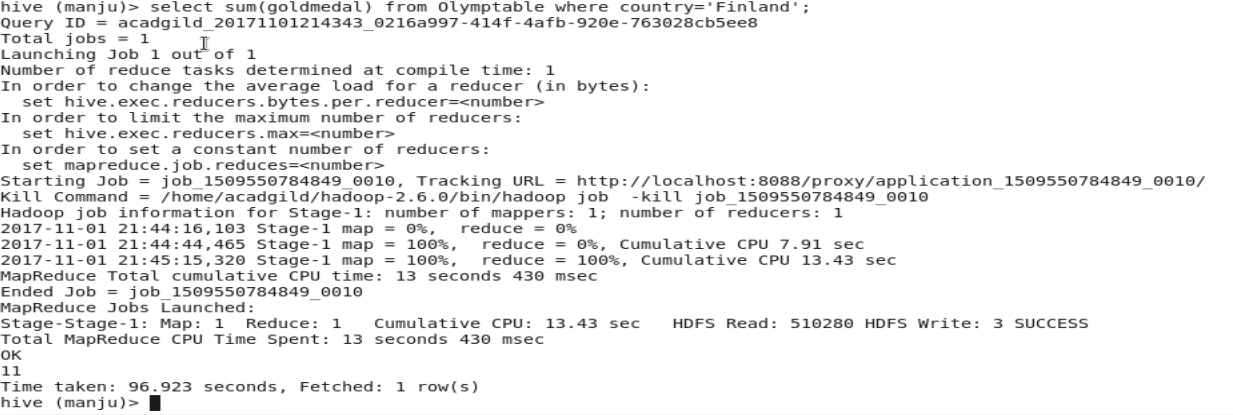 hive (manju)> select sum(goldmedal) from Olymptable where country='Finland';
Query ID = acadgild_20171101214343_0216a997-414f-4afb-920e-763028cb5ee8
Total jobs = 1
Launching Job 1 out of 1
Number of reduce tasks determined at compile time: 1
In order to change the average load for a reducer (in bytes):
  set hive.exec.reducers.bytes.per.reducer=<number>
In order to limit the maximum number of reducers:
  set hive.exec.reducers.max=<number>
In order to set a constant number of reducers:
  set mapreduce.job.reduces=<number>
Starting Job = job_1509550784849_0010, Tracking URL = http://localhost:8088/proxy/application_1509550784849_0010/
Kill Command = /home/acadgild/hadoop-2.6.0/bin/hadoop job  -kill job_1509550784849_0010
Hadoop job information for Stage-1: number of mappers: 1; number of reducers: 1
2017-11-01 21:44:16,103 Stage-1 map = 0%,  reduce = 0%
2017-11-01 21:44:44,465 Stage-1 map = 100%,  reduce = 0%, Cumulative CPU 7.91 sec
2017-11-01 21:45:15,320 Stage-1 map = 100%,  reduce = 100%, Cumulative CPU 13.43 sec
MapReduce Total cumulative CPU time: 13 seconds 430 msec
Ended Job = job_1509550784849_0010
MapReduce Jobs Launched:
Stage-Stage-1: Map: 1  Reduce: 1   Cumulative CPU: 13.43 sec   HDFS Read: 510280 HDFS Write: 3 SUCCESS
Total MapReduce CPU Time Spent: 13 seconds 430 msec
OK
11
Time taken: 96.923 seconds, Fetched: 1 row(s)
hive (manju)>